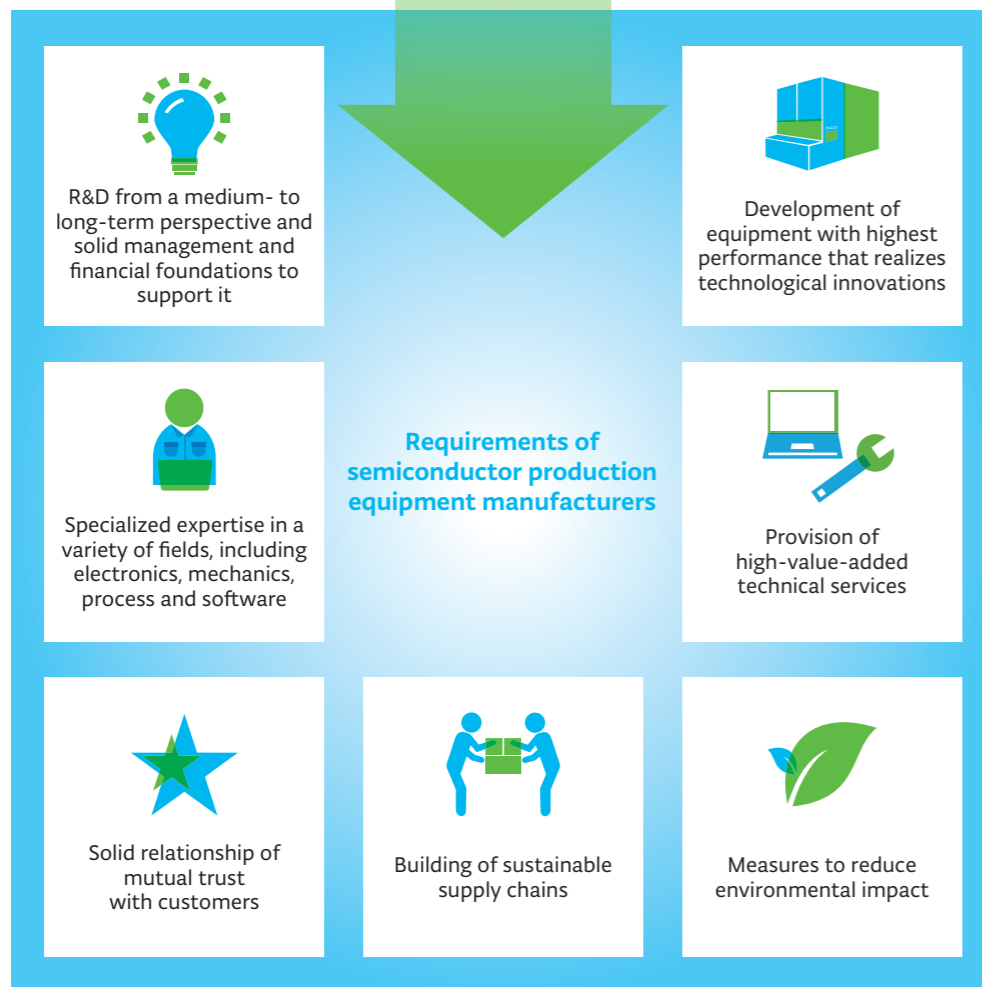 R&D from a medium- to
long-term perspective and
solid management and
financial foundations to
support it
Development of
equipment with highest
performance that realizes
technological innovations
Specialized expertise in a
variety of fields, including
electronics, mechanics,
process and software
Requirements of
semiconductor production
equipment manufacturers
Provision of
high-value-added
technical services
Solid relationship of
mutual trust
with customers
Building of sustainable
supply chains
Measures to reduce
environmental impact